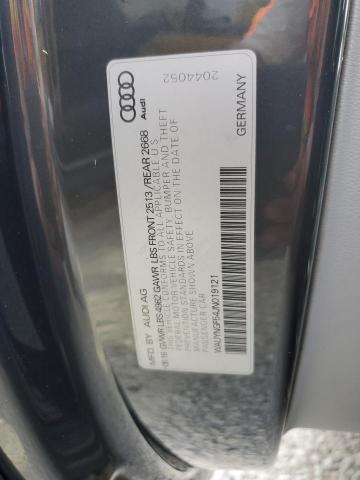 Audi
2044052
GERMANY
MFD. BY AUDI AG
GVWR LBS 4982 GAWR LBS FRONT 2513 /REAR 2668
THIS VEHICLE CONFORMS TO ALL APPLICABLE U S
FEDERAL MOTOR VEHICLE SAFETY, BUMPER AND THEFT
PREVENTION STANDARDS IN EFFECT ON THE DATE OF
MANUFACTURE SHOWN ABOVE
PASSENGER CAR
WAUYNGF54JN019121